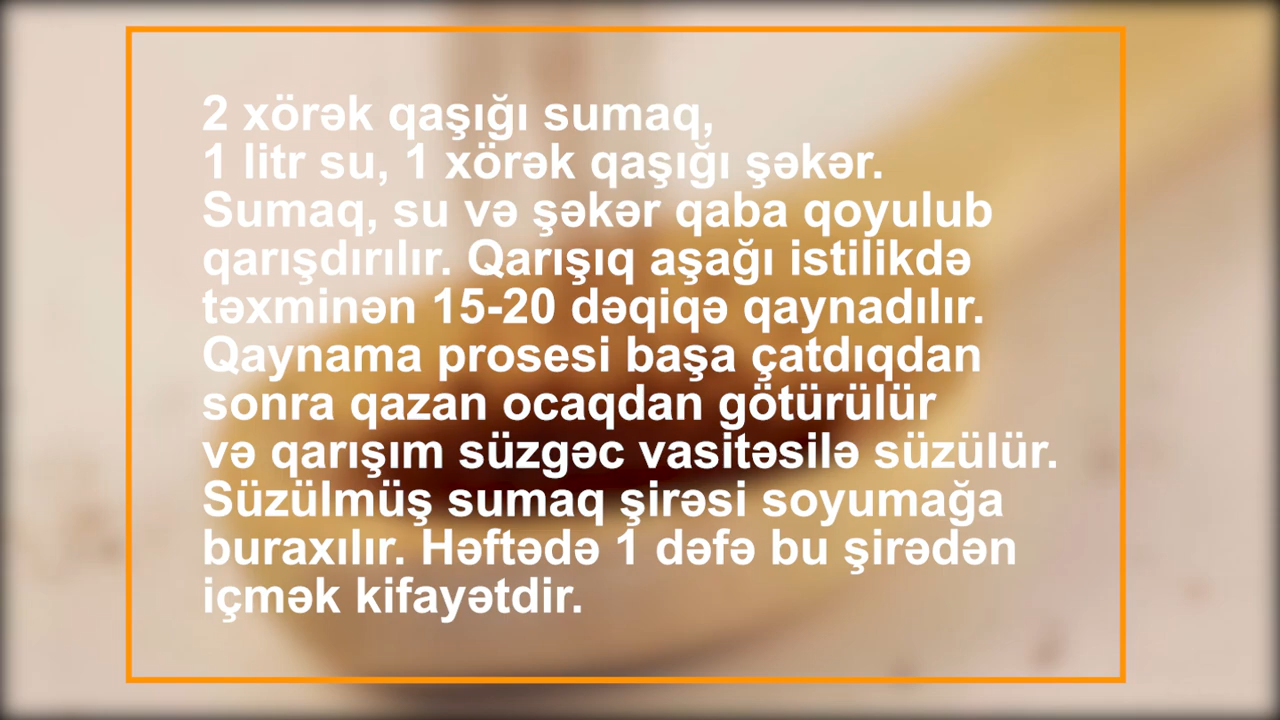 2 xörək qaşığı sumaq,
1 litr su, 1 xörək qaşığı şəkər.
Sumaq, su və şəkər qaba qoyulub
qarışdırılır. Qarışıq aşağı istilikdə
təxminən 15-20 dəqiqə qaynadılır.
Qaynama prosesi başa çatdıqdan
sonra qazan ocaqdan götürülür
və qarışım süzgəc vasitəsilə süzülür.
Süzülmüş sumaq şirəsi soyumağa
buraxılır. Həftədə 1 dəfə bu şirədən
içmək kifayətdir.